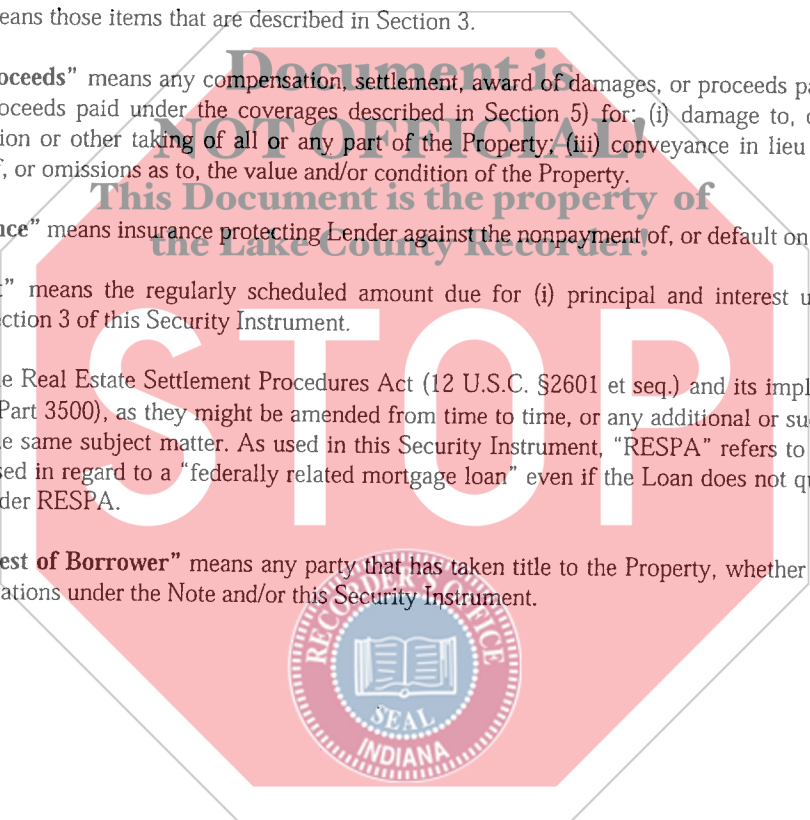 eans those items that are described in Section 3.
oceeds” means any compensation, settlement, award of damages, or proceeds pa
oceeds paid under the coverages described in Section 5) for: (i) damage to,
ion or other taking of all or any part of the Property; (iii) conveyance in lieu
, or omissions as to, the value and/or condition of the Property.
nce” means insurance protecting Lender against the nonpayment of, or default on
” means the regularly scheduled amount due for (i) principal and interest u
ection 3 of this Security Instrument.
e Real Estate Settlement Procedures Act (12 U.S.C. §2601 et seq.) and its impl
Part 3500), as they might be amended from time to time, or any additional or su
e same subject matter. As used in this Security Instrument, “RESPA” refers to
sed in regard to a “federally related mortgage loan” even if the Loan does not qu
der RESPA.
est of Borrower” means any party that has taken title to the Property, whether
ations under the Note and/or this Security Instrument.
Document is
NOT OFFICIAL!
This Document is the property of
the Lake County Recorder!
STOP
RECORDER'S OFFICE
SEAL
INDIANA